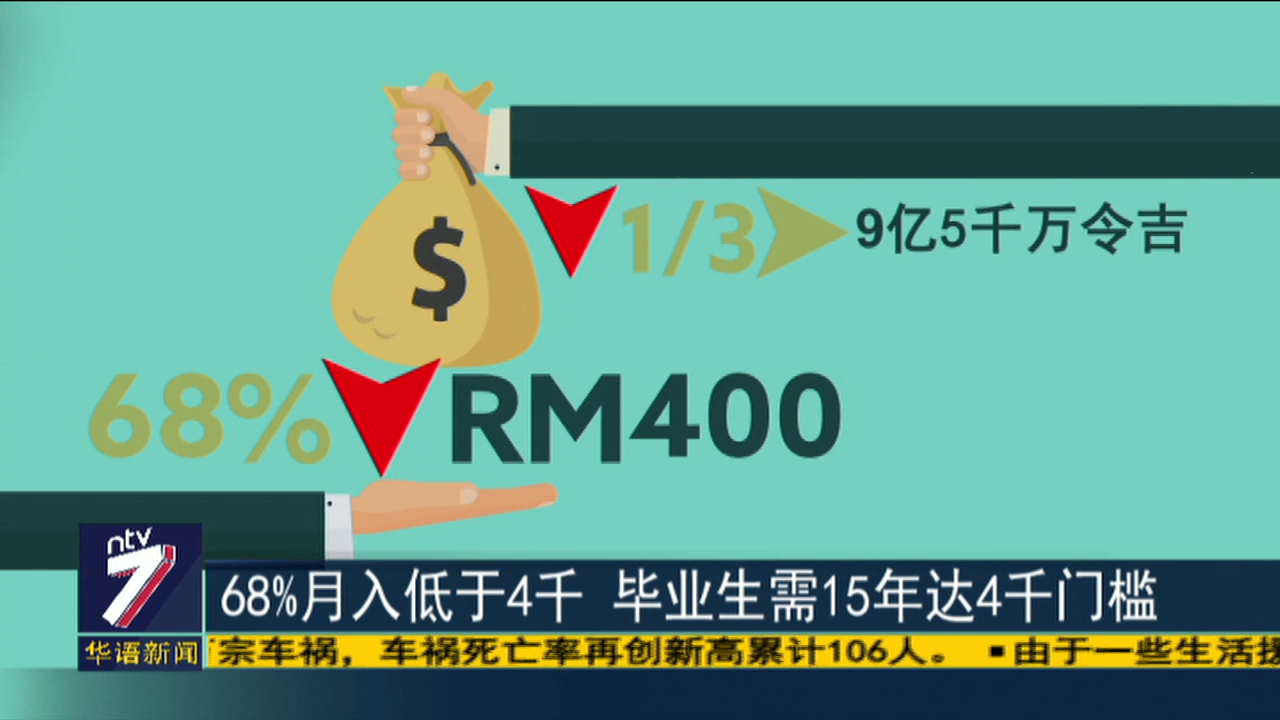 $
1/3 9亿5千万令吉
68% RM400
ntv7
68%月入低于4千 毕业生需15年达4千门槛
华语新闻
宗车祸，车祸死亡率再创新高累计106人。 ▪由于一些生活